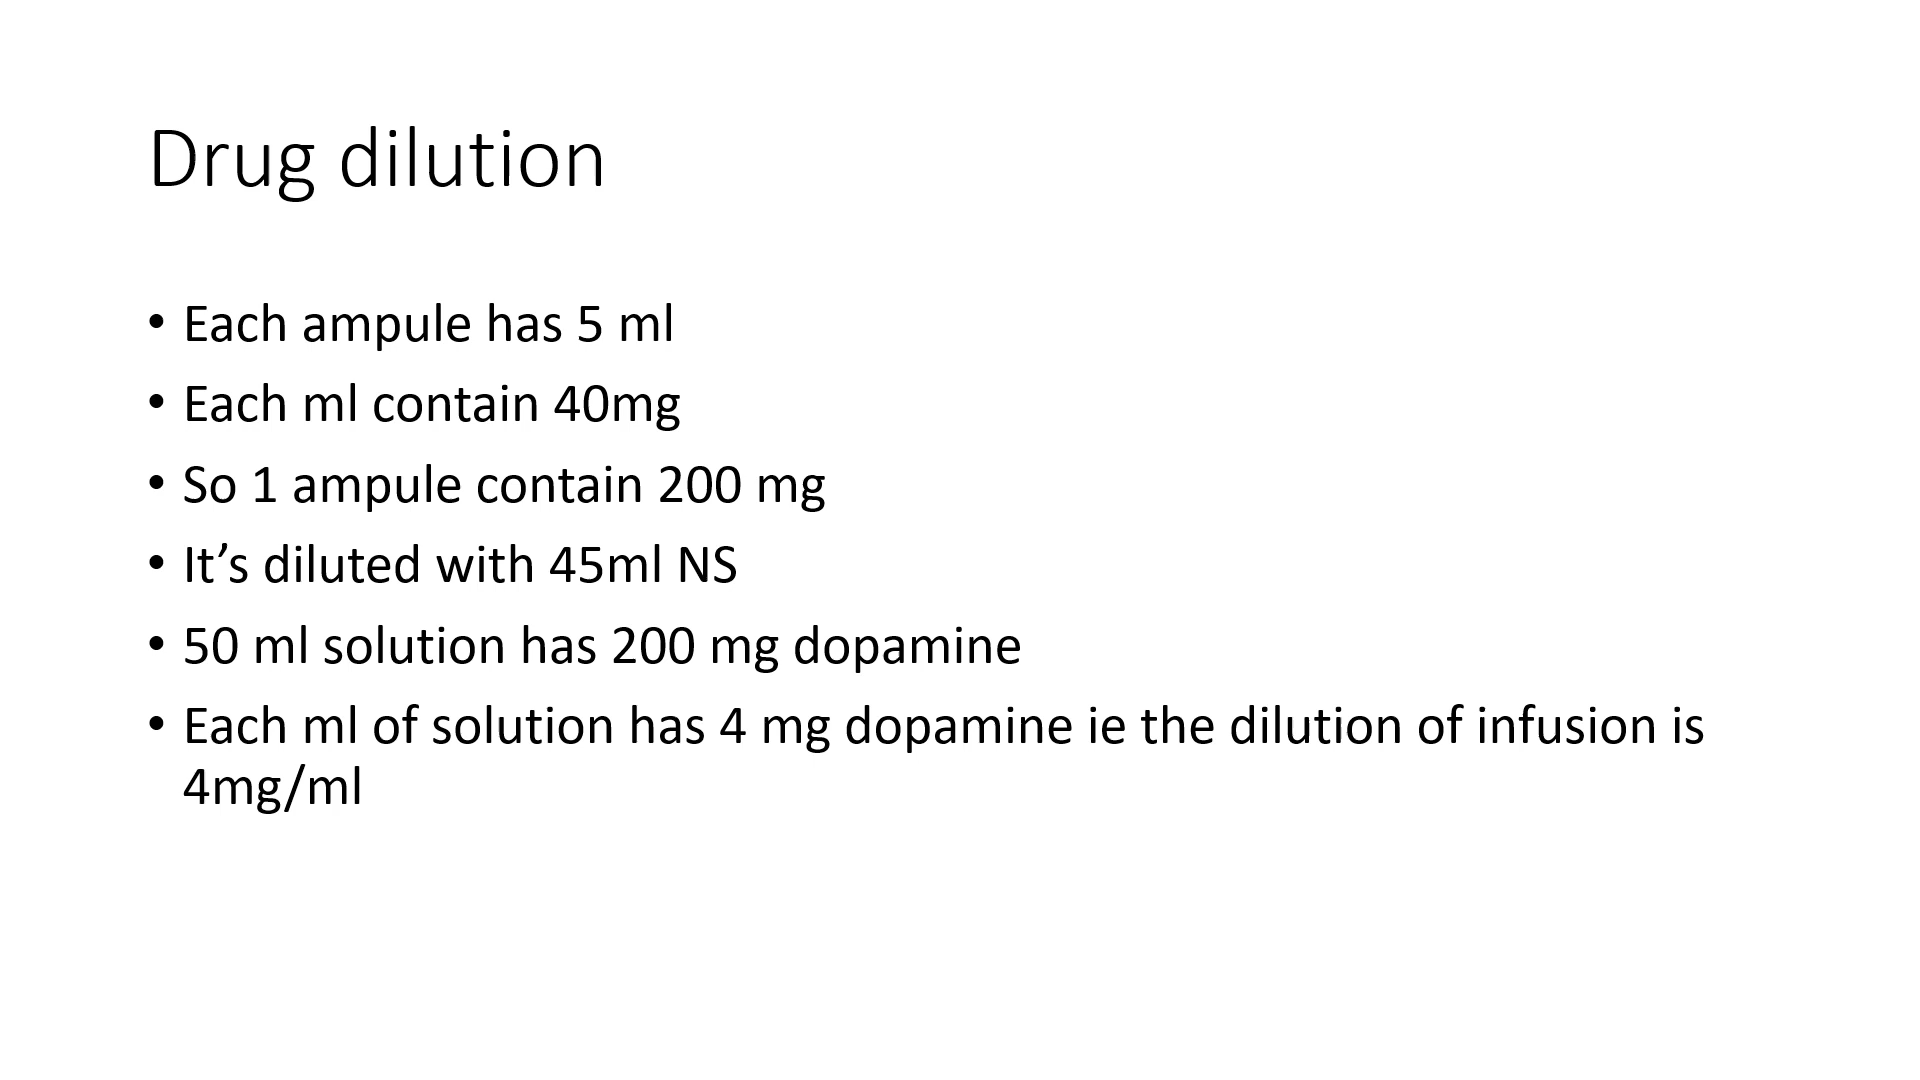 Drug dilution
• Each ampule has 5 ml
• Each ml contain 40mg
• So 1 ampule contain 200 mg
• It’s diluted with 45ml NS
• 50 ml solution has 200 mg dopamine
• Each ml of solution has 4 mg dopamine ie the dilution of infusion is
4mg/ml